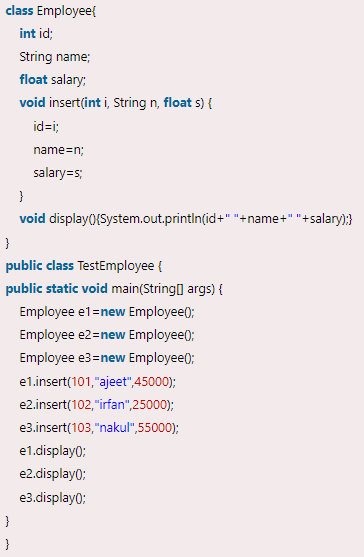 class Employee{
int id;
String name;
float salary;
void insert(int i, String n, float s) {
id=i;
name=n;
salary=s;
}
void display(){System.out.println(id+" "+name+" "+salary);}
}
public class TestEmployee {
public static void main(String[] args) {
Employee e1=new Employee();
Employee e2=new Employee();
Employee e3=new Employee();
e1.insert(101,"ajeet",45000);
e2.insert(102,"irfan",25000);
e3.insert(103,"nakul",55000);
e1.display();
e2.display();
e3.display();
}
}